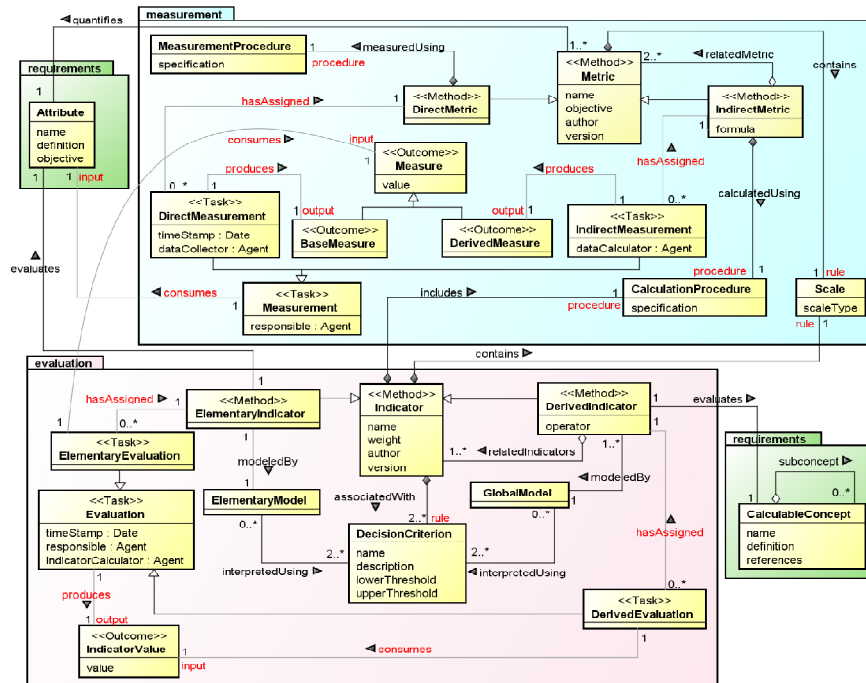 measurement
quantifies
MeasurementProcedure
specification
1
measuredUsing
procedure
1..*
<<Method>>
Metric
name
objective
author
version
2..*
relatedMetric
contains
requirements
1
Attribute
name
definition
objective
1
1
input
hasAssigned
1
<<Method>>
DirectMetric
<<Method>>
IndirectMetric
formula
1
consumes
input
1
<<Outcome>>
Measure
value
hasAssigned
produces
produces
0..*
1
<<Task>>
DirectMeasurement
timeStamp : Date
dataCollector : Agent
1
output
<<Outcome>>
BaseMeasure
output
1
<<Outcome>>
DerivedMeasure
1
0..*
<<Task>>
IndirectMeasurement
dataCalculator : Agent
calculatedUsing
evaluates
consumes
1
<<Task>>
Measurement
responsible : Agent
includes
procedure
1
1
procedure
CalculationProcedure
specification
1
rule
Scale
scaleType
rule
1
contains
evaluation
1
hasAssigned
1
0..*
<<Method>>
ElementaryIndicator
1
1
<<Task>>
ElementaryEvaluation
<<Method>>
Indicator
name
weight
author
version
<<Method>>
DerivedIndicator
operator
1
1
1..*
1..*
relatedIndicators
evaluates
requirements
subconcept
0..*
1
CalculableConcept
name
definition
references
modeledBy
ElementaryModel
0..*
associatedWith
2..*
rule
modeledBy
GlobalModel
1
0..*
<<Task>>
Evaluation
timeStamp : Date
responsible : Agent
IndicatorCalculator : Agent
2..*
DecisionCriterion
name
description
lowerThreshold
upperThreshold
2..*
interpretedUsing
interpretedUsing
hasAssigned
0..*
<<Task>>
DerivedEvaluation
1
produces
1
output
<<Outcome>>
IndicatorValue
value
1
input
consumes